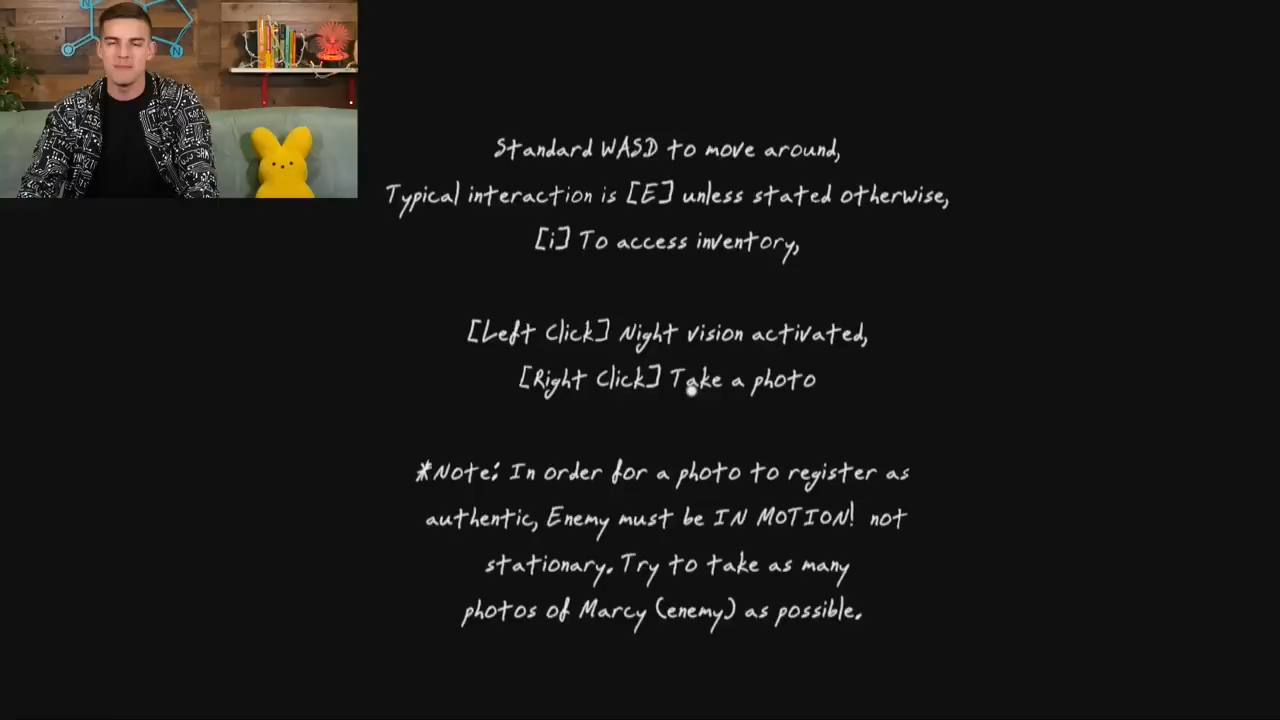 Standard WASD to move around,
Typical interaction is [E] unless stated otherwise,
[i] To access inventory,
[Left Click] Night vision activated,
[Right Click] Take a photo
*Note: In order for a photo to register as
authentic, Enemy must be IN MOTION! not
stationary. Try to take as many
photos of Marcy (enemy) as possible.
N